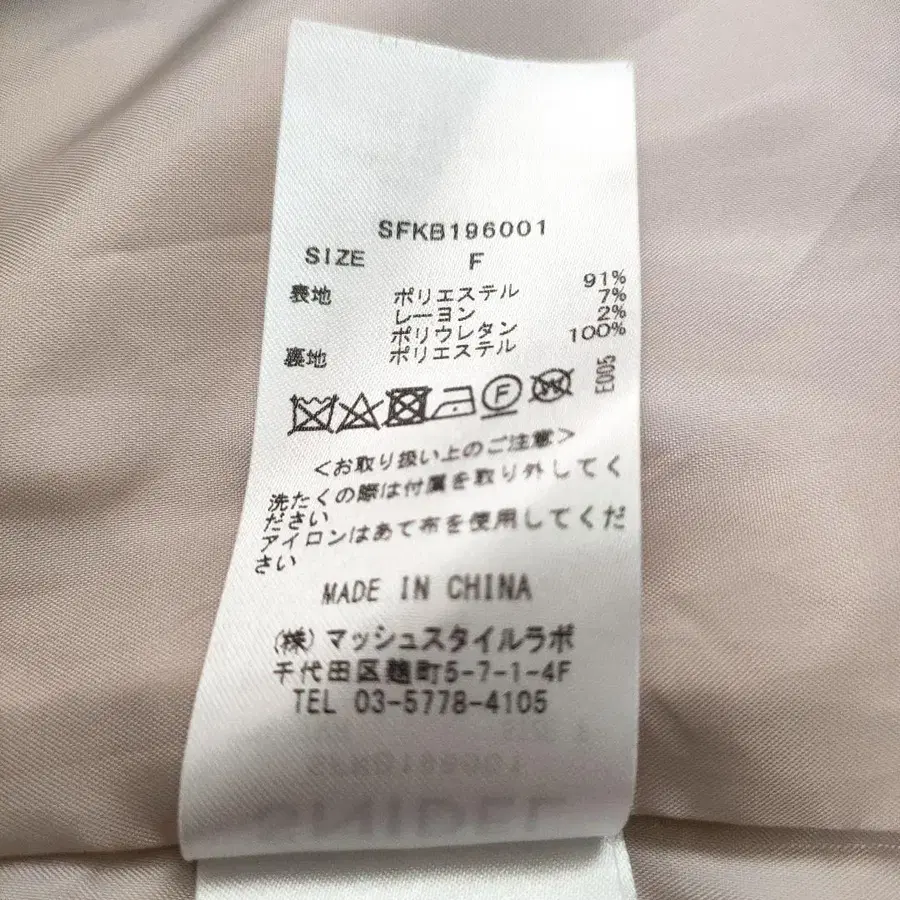 SFKB196001
SIZE F
表地 ポリエステル 91%
レーヨン 7%
ポリウレタン 2%
裏地 ポリエステル 100%
E005
F
W
<お取り扱い上のご注意>
洗たくの際は付属を取り外してく
ださい
アイロンはあて布を使用してくだ
さい
MADE IN CHINA
(株)マッシュスタイルラボ
千代田区麹町5-7-1-4F
TEL 03-5778-4105
SFKB196001
SNIDEL